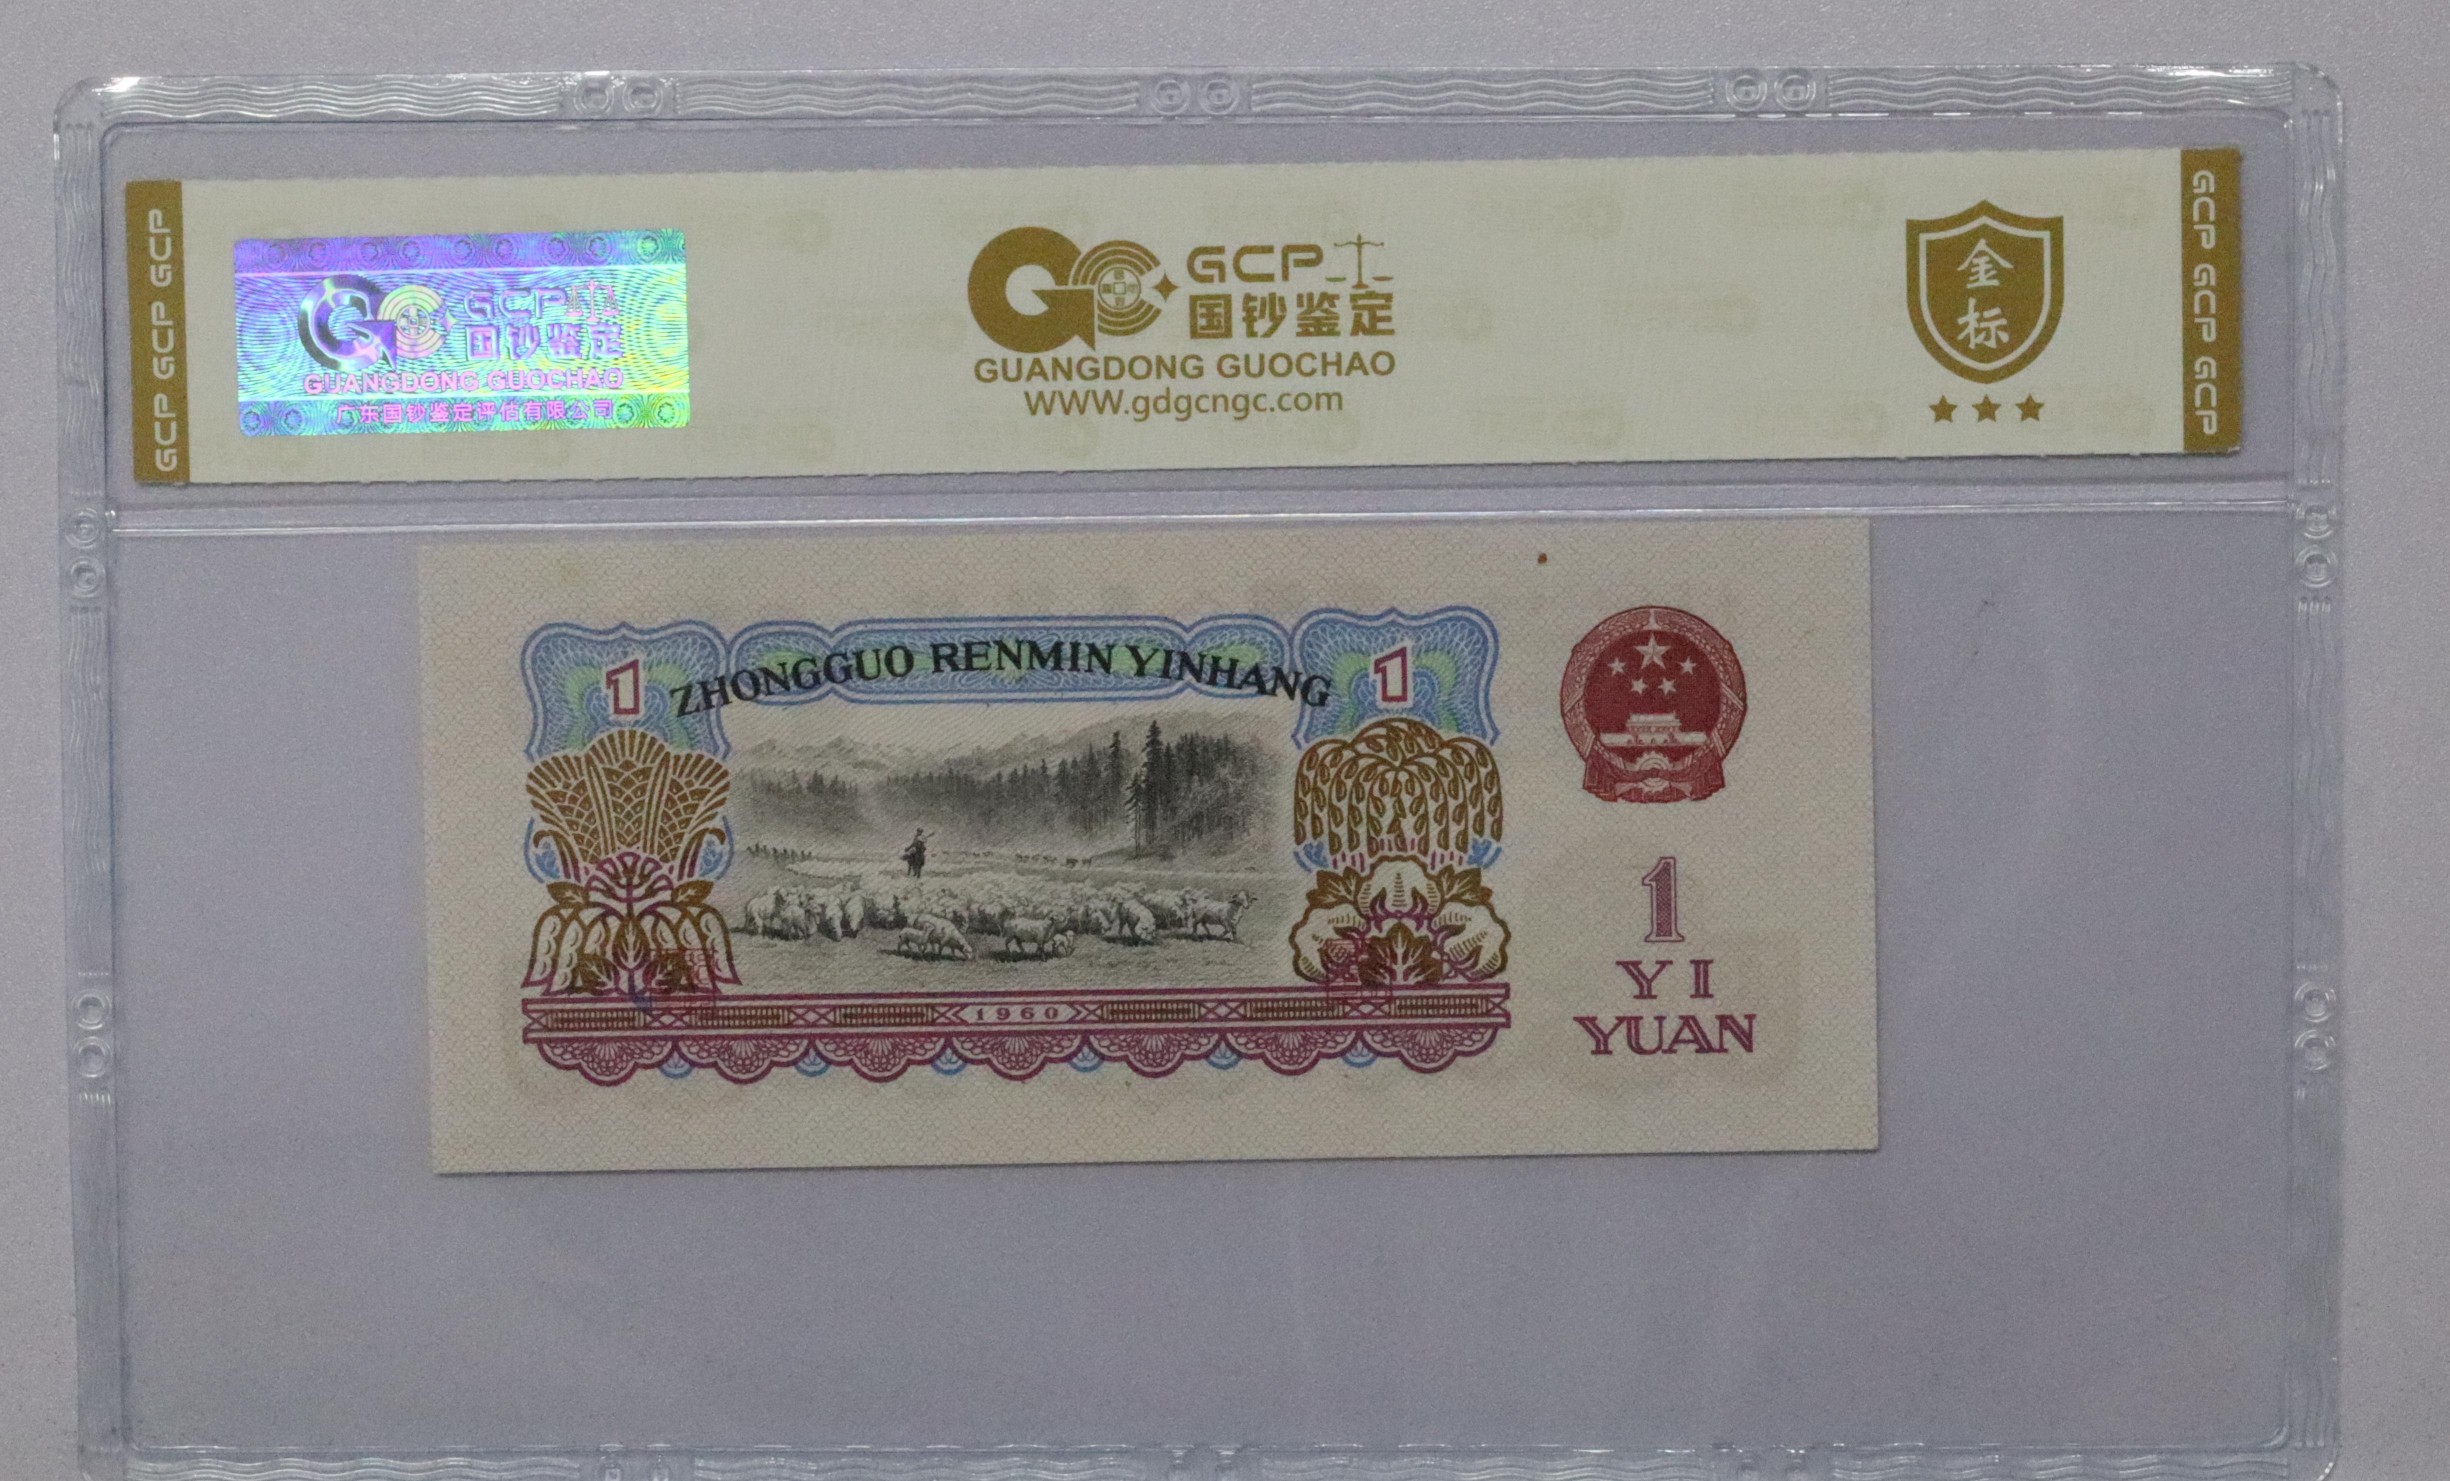 GCP GCP GCP
GCP
国钞鉴定
GUANGDONG GUOCHAO
广东国钞鉴定评估有限公司
GCP
国钞鉴定
GUANGDONG GUOCHAO
www.gdgcngc.com
金
标
GCP GCP GCP
1 ZHONGGUO RENMIN YINHANG 1
1960
1
YI
YUAN